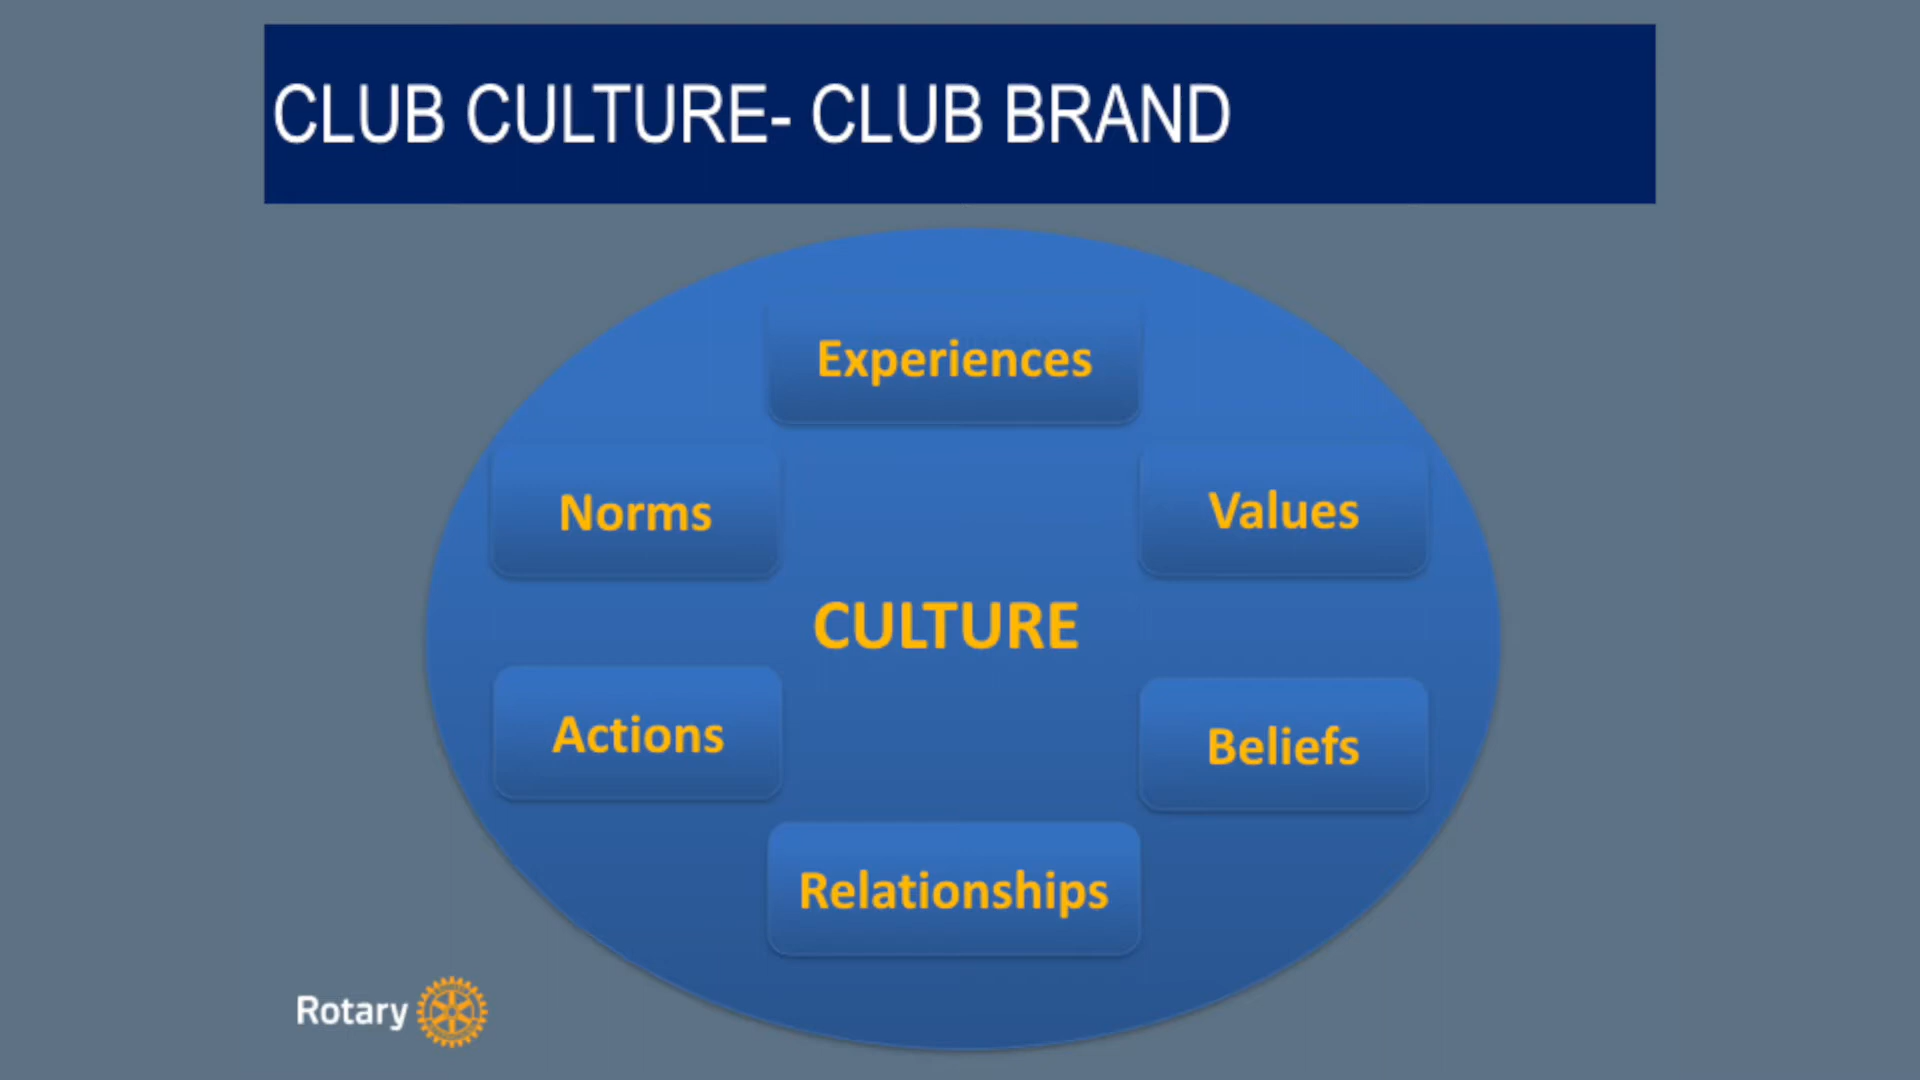 CLUB CULTURE- CLUB BRAND
Experiences
Norms
Values
CULTURE
Actions
Beliefs
Relationships
Rotary